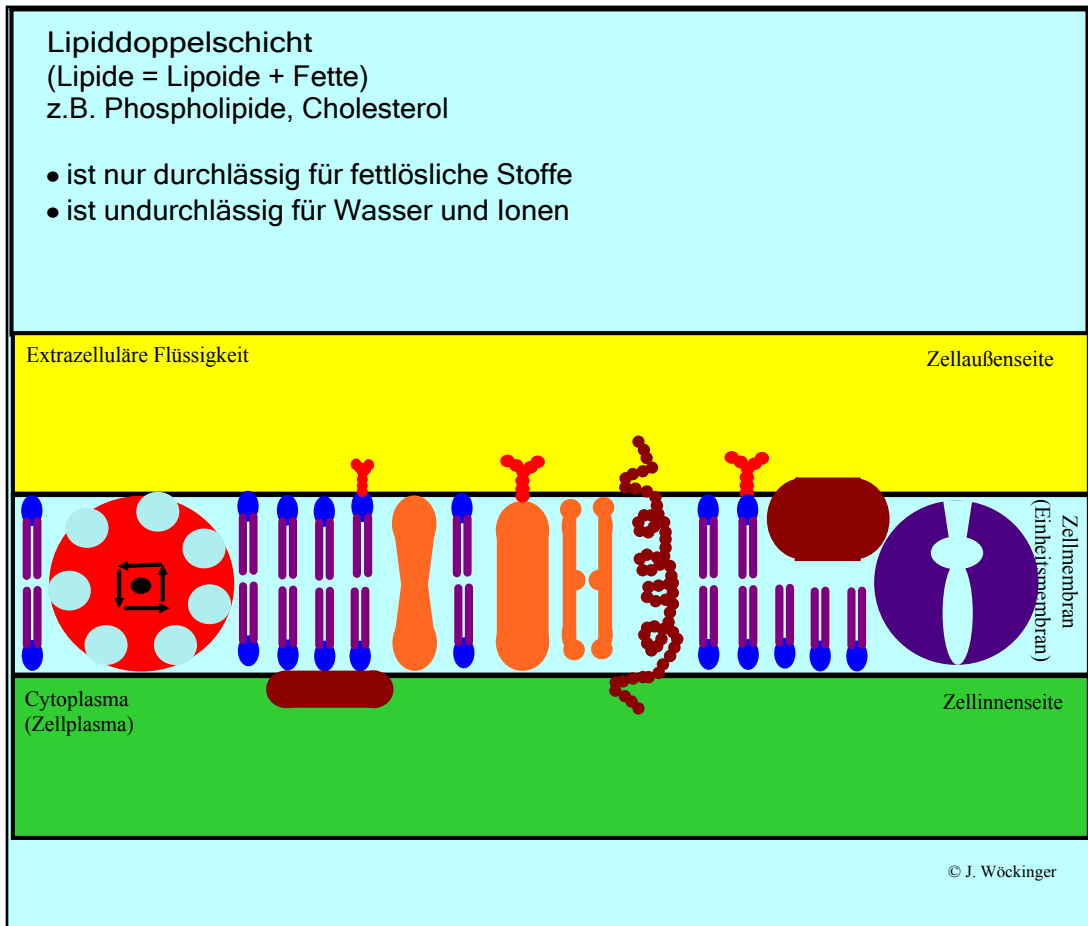 Lipiddoppelschicht
(Lipide = Lipoide + Fette)
z.B. Phospholipide, Cholesterol
• ist nur durchlässig für fettlösliche Stoffe
• ist undurchlässig für Wasser und Ionen
Extrazelluläre Flüssigkeit
Zellaußenseite
Zellmembran
(Einheitsmembran)
Cytoplasma
(Zellplasma)
Zellinnenseite
© J. Wöckinger